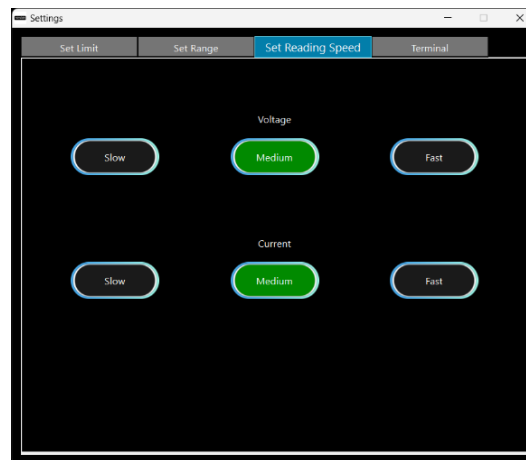 Settings
Set Limit Set Range Set Reading Speed Terminal
Voltage
Slow Medium Fast
Current
Slow Medium Fast